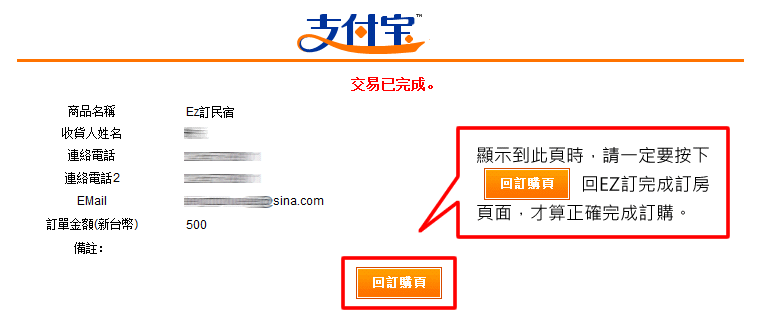 支付宝™
交易已完成。
商品名稱 Ez訂民宿
收貨人姓名
連絡電話
連絡電話2
EMail sina.com
訂單金額(新台幣) 500
備註：
回訂購頁
顯示到此頁時，請一定要按下
回訂購頁 回EZ訂完成訂房
頁面，才算正確完成訂購。